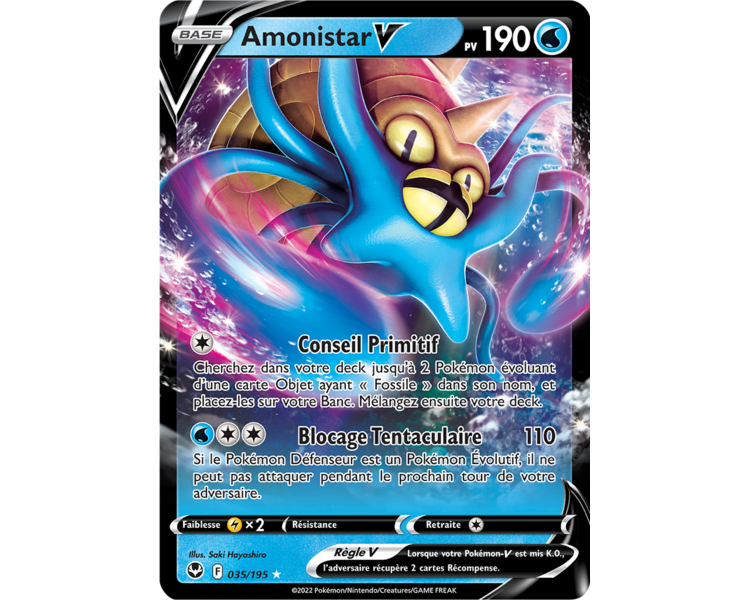 BASE Amonistar V PV 190
Conseil Primitif
Cherchez dans votre deck jusqu'à 2 Pokémon évoluant
d'une carte Objet ayant « Fossile » dans son nom, et
placez-les sur votre Banc. Mélangez ensuite votre deck.
Blocage Tentaculaire 110
Si le Pokémon Défenseur est un Pokémon Évolutif, il ne
peut pas attaquer pendant le prochain tour de votre
adversaire.
Faiblesse ×2 Résistance Retraite
Illus. Saki Hayashiro
Règle V Lorsque votre Pokémon-V est mis K.O.,
l'adversaire récupère 2 cartes Récompense.
F 035/195
©2022 Pokémon/Nintendo/Creatures/GAME FREAK